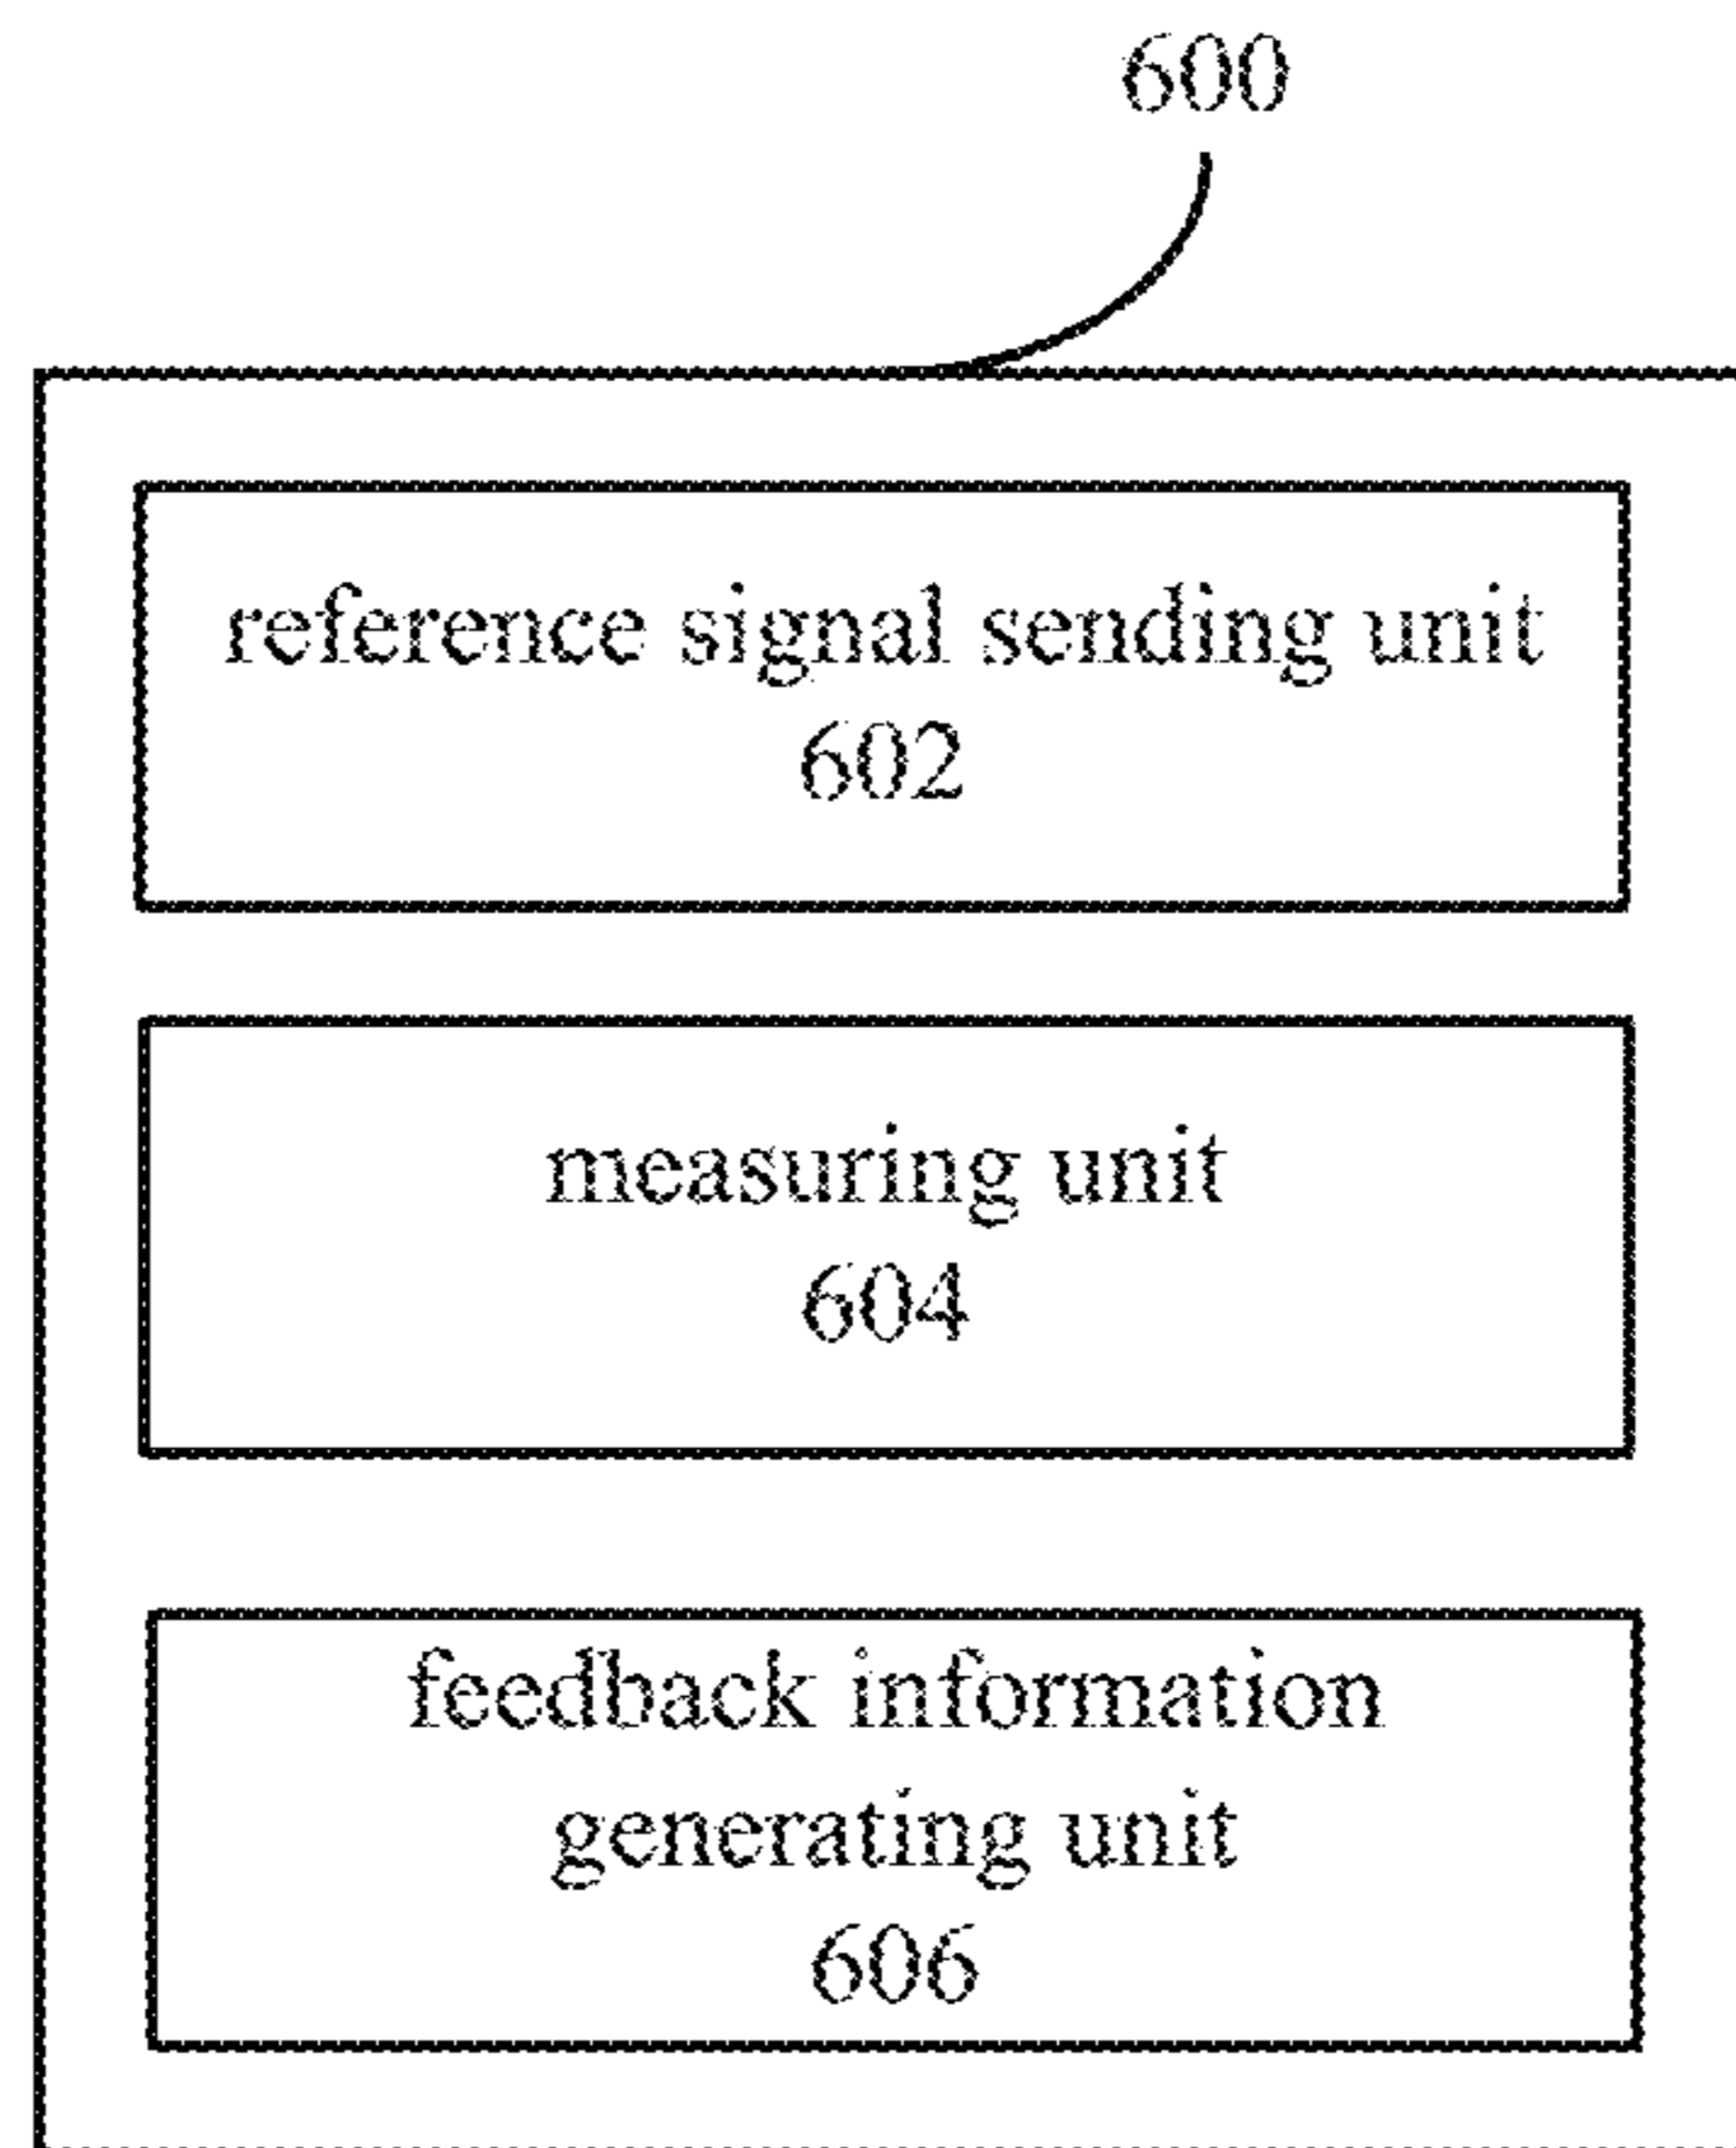 600
reference signal sending unit
602
measuring unit
604
feedback information
generating unit
606